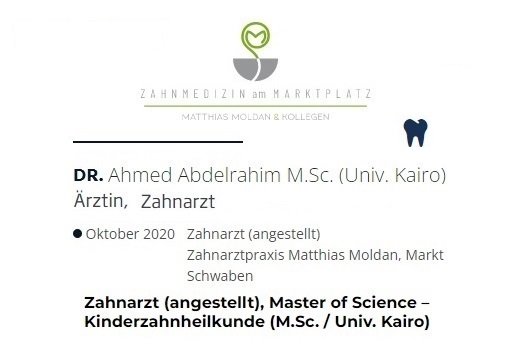 ZAHNMEDIZIN am MARKTPLATZ
MATTHIAS MOLDAN & KOLLEGEN
DR. Ahmed Abdelrahim M.Sc. (Univ. Kairo)
Ärztin, Zahnarzt
Oktober 2020 Zahnarzt (angestellt)
Zahnarztpraxis Matthias Moldan, Markt
Schwaben
Zahnarzt (angestellt), Master of Science –
Kinderzahnheilkunde (M.Sc. / Univ. Kairo)